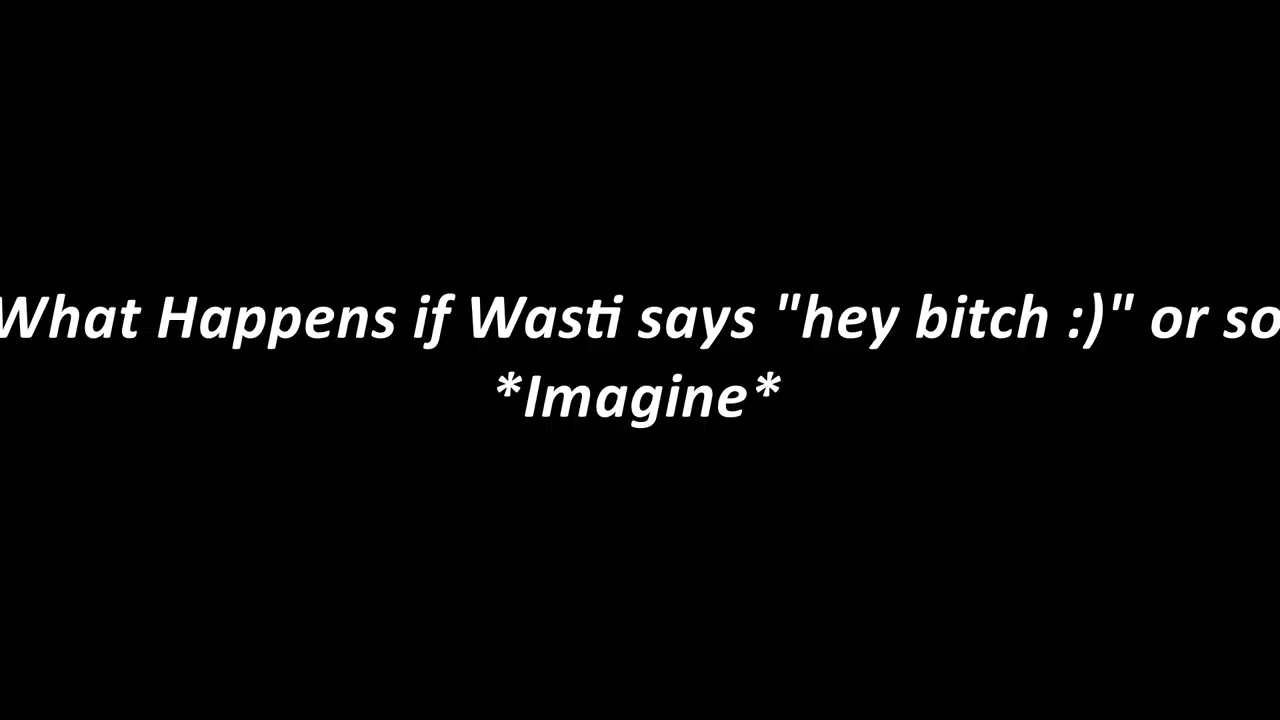 What Happens if Wasti says "hey bitch :)" or so
*Imagine*